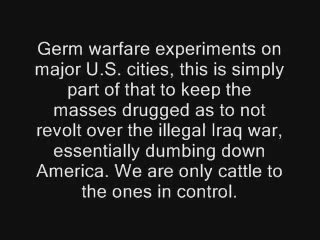 Germ warfare experiments on
major U.S. cities, this is simply
part of that to keep the
masses drugged as to not
revolt over the illegal Iraq war,
essentially dumbing down
America. We are only cattle to
the ones in control.